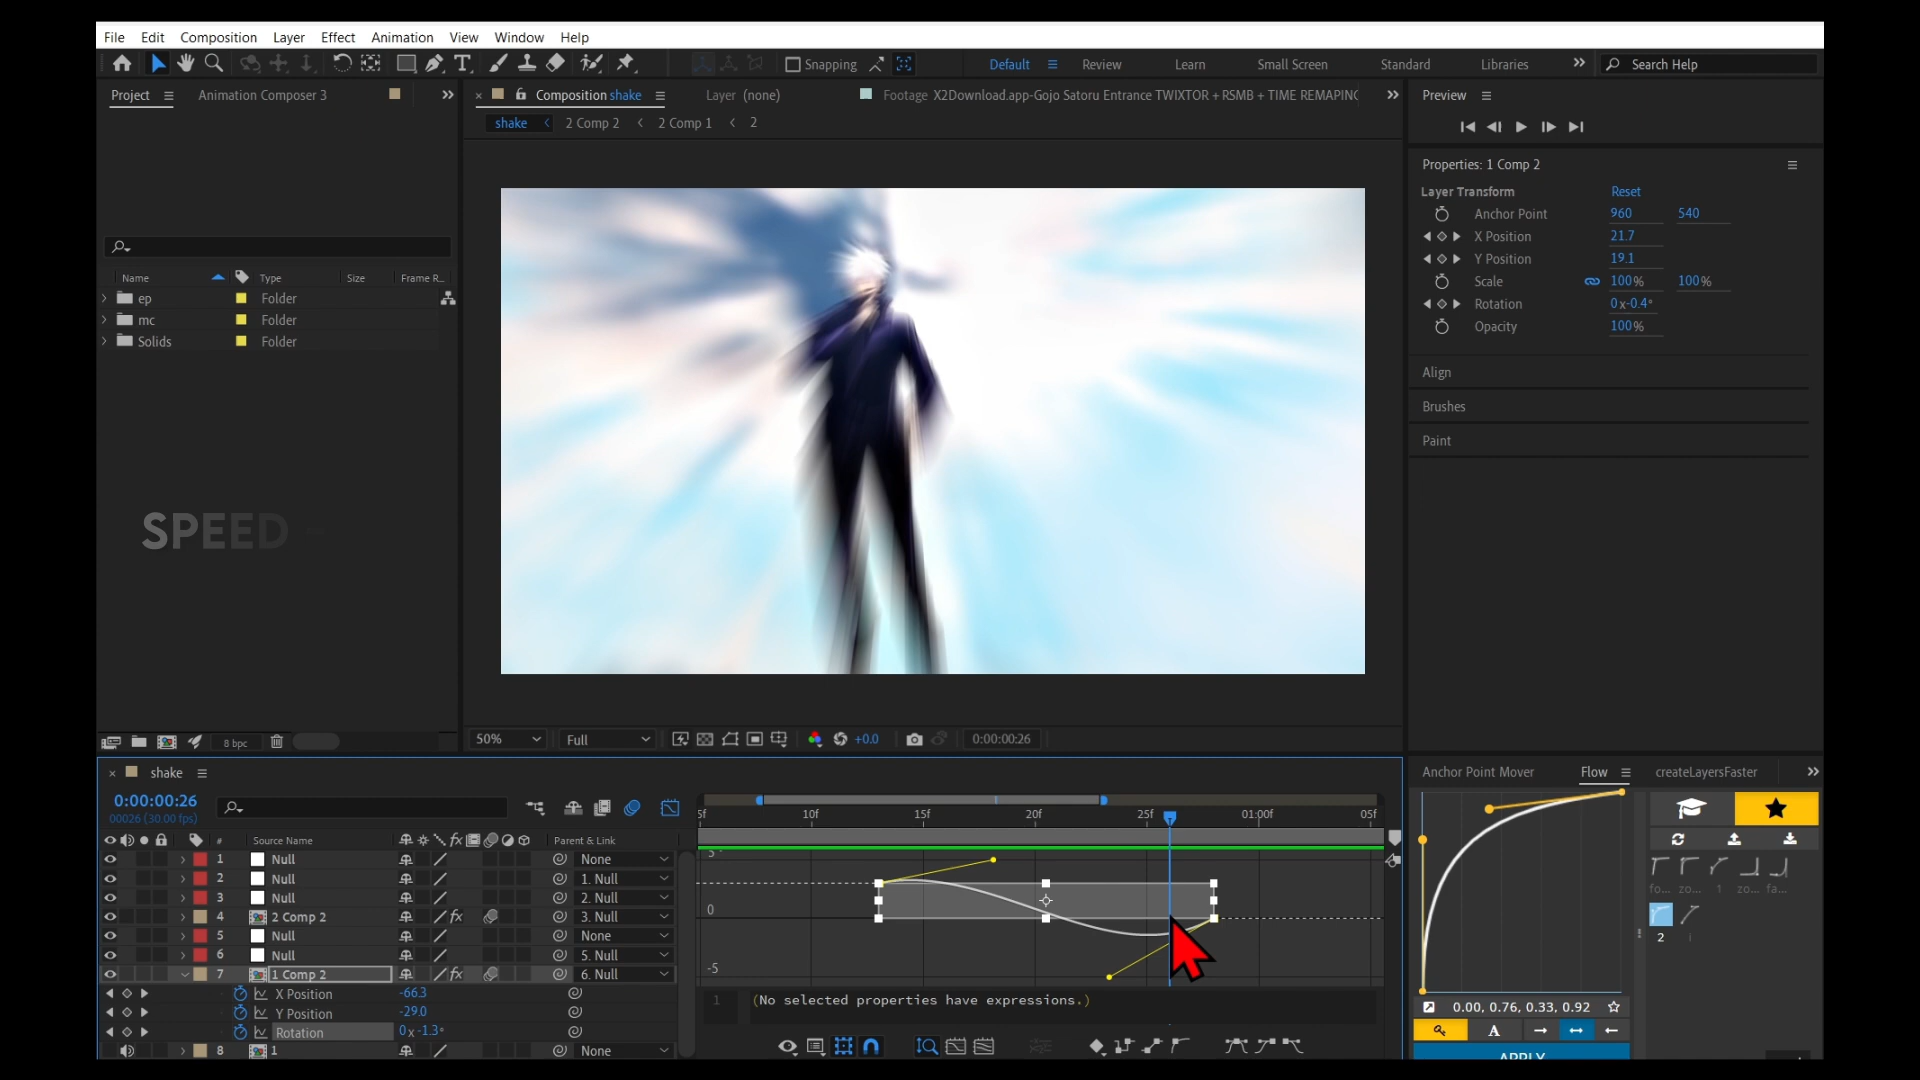 File Edit Composition Layer Effect Animation View Window Help
Snapping Default Review Learn Small Screen Standard Libraries Search Help
Project Animation Composer 3 Composition shake Layer (none) Footage X2Download.app-Gojo Satoru Entrance TWIXTOR + RSMB + TIME REMAPING Preview
shake 2 Comp 2 2 Comp 1 2
Properties: 1 Comp 2
Layer Transform Reset
Anchor Point 960 540
X Position 21.7
Y Position 19.1
Scale 100% 100%
Rotation 0x-0.4°
Opacity 100%
Align
Brushes
Paint
Name Type Size Frame R...
ep Folder
mc Folder
Solids Folder
SPEED
8 bpc
50% Full +0.0 0:00:00:26
shake
0:00:00:26
00026 (30.00 fps)
# Source Name Parent & Link
1 Null None
2 Null 1. Null
3 Null 2. Null
4 2 Comp 2 fx 3. Null
5 Null None
6 Null 5. Null
7 1 Comp 2 fx 6. Null
X Position -66.3
Y Position -29.0
Rotation 0x-1.3°
8 1 None
5f 10f 15f 20f 25f 01:00f 05f
5
0
-5
1 (No selected properties have expressions.)
Anchor Point Mover Flow createLayersFaster
fo... zo... 1 zo... fa...
2
0.00, 0.76, 0.33, 0.92
A
APPLY